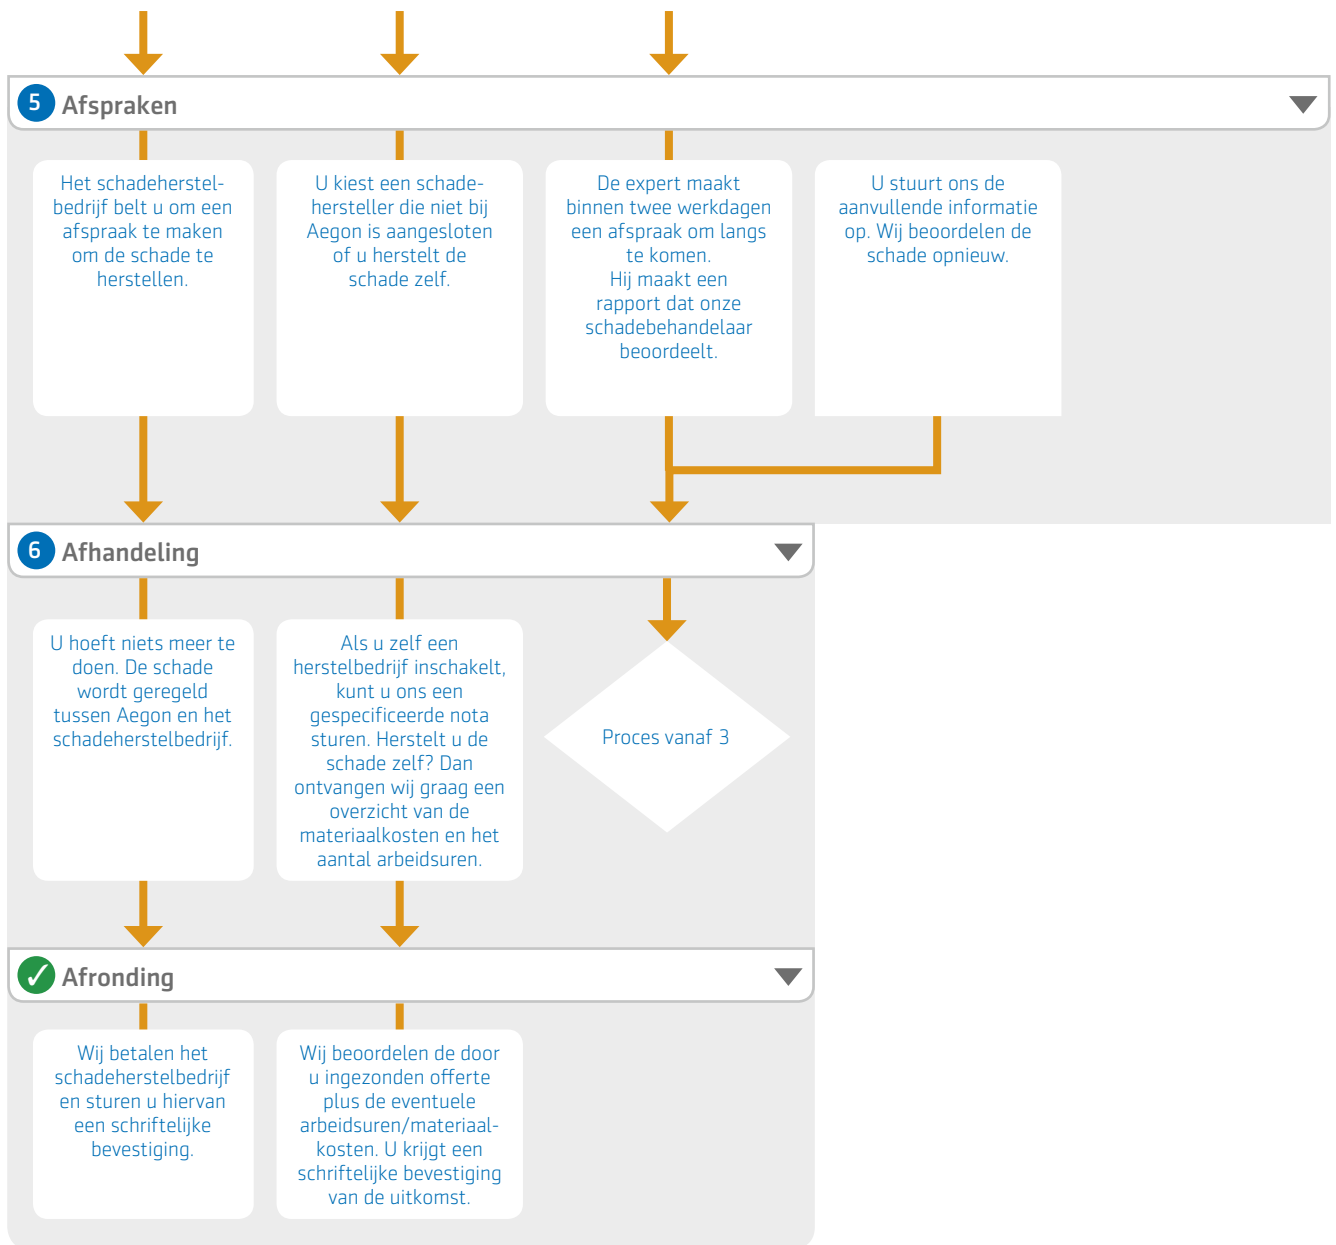 5 Afspraken
Het schadeherstel-
bedrijf belt u om een
afspraak te maken
om de schade te
herstellen.
U kiest een schade-
hersteller die niet bij
Aegon is aangesloten
of u herstelt de
schade zelf.
De expert maakt
binnen twee werkdagen
een afspraak om langs
te komen.
Hij maakt een
rapport dat onze
schadebehandelaar
beoordeelt.
U stuurt ons de
aanvullende informatie
op. Wij beoordelen de
schade opnieuw.
6 Afhandeling
U hoeft niets meer te
doen. De schade
wordt geregeld
tussen Aegon en het
schadeherstelbedrijf.
Als u zelf een
herstelbedrijf inschakelt,
kunt u ons een
gespecificeerde nota
sturen. Herstelt u de
schade zelf? Dan
ontvangen wij graag een
overzicht van de
materiaalkosten en het
aantal arbeidsuren.
Proces vanaf 3
✓ Afronding
Wij betalen het
schadeherstelbedrijf
en sturen u hiervan
een schriftelijke
bevestiging.
Wij beoordelen de door
u ingezonden offerte
plus de eventuele
arbeidsuren/materiaal-
kosten. U krijgt een
schriftelijke bevestiging
van de uitkomst.